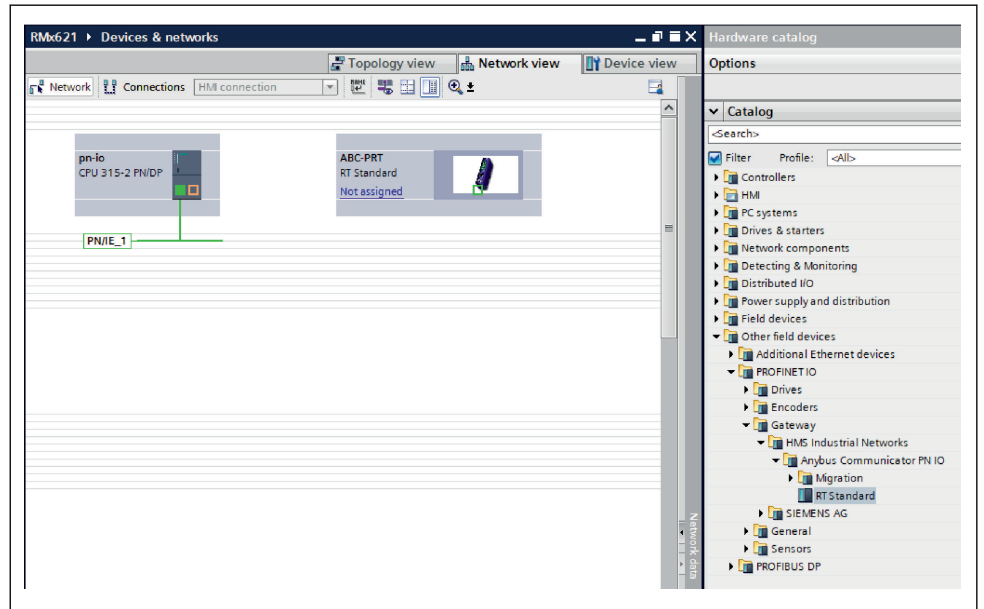 RMx621 ▸ Devices & networks
Hardware catalog
Topology view
Network view
Device view
Options
Network
Connections
HMI connection
Catalog
<Search>
Filter
Profile:
<All>
pn-io
CPU 315-2 PN/DP
ABC-PRT
RT Standard
Not assigned
PN/IE_1
Controllers
HMI
PC systems
Drives & starters
Network components
Detecting & Monitoring
Distributed I/O
Power supply and distribution
Field devices
Other field devices
Additional Ethernet devices
PROFINET IO
Drives
Encoders
Gateway
HMS Industrial Networks
Anybus Communicator PN IO
Migration
RT Standard
SIEMENS AG
General
Sensors
PROFIBUS DP
Network data